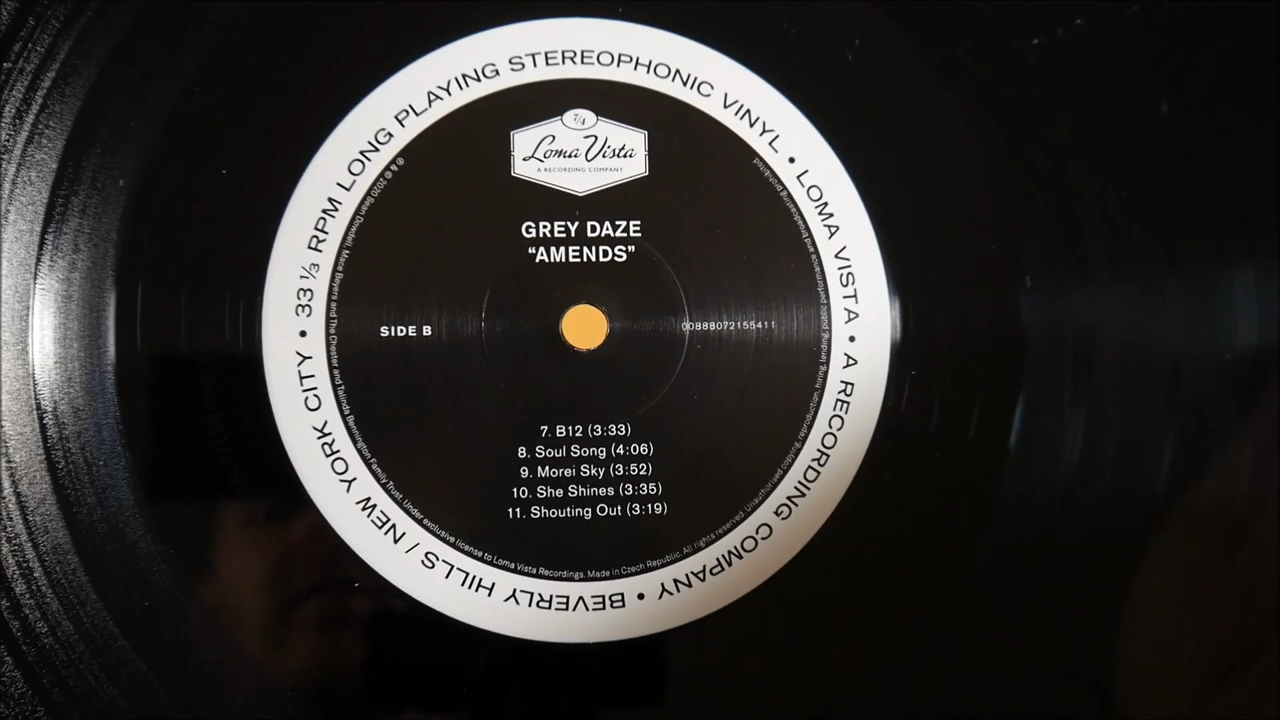 33 ⅓ RPM LONG PLAYING STEREOPHONIC VINYL • LOMA VISTA • A RECORDING COMPANY • BEVERLY HILLS / NEW YORK CITY •
Loma Vista
A RECORDING COMPANY
GREY DAZE
“AMENDS”
SIDE B
00888072155411
7. B12 (3:33)
8. Soul Song (4:06)
9. Morei Sky (3:52)
10. She Shines (3:35)
11. Shouting Out (3:19)
℗ & © 2020 Sean Dowdell, Mace Beyers and The Chester and Talinda Bennington Family Trust. Under exclusive license to Loma Vista Recordings. Made in Czech Republic. All rights reserved. Unauthorised copying, reproduction, hiring, lending, public performance and broadcasting prohibited.